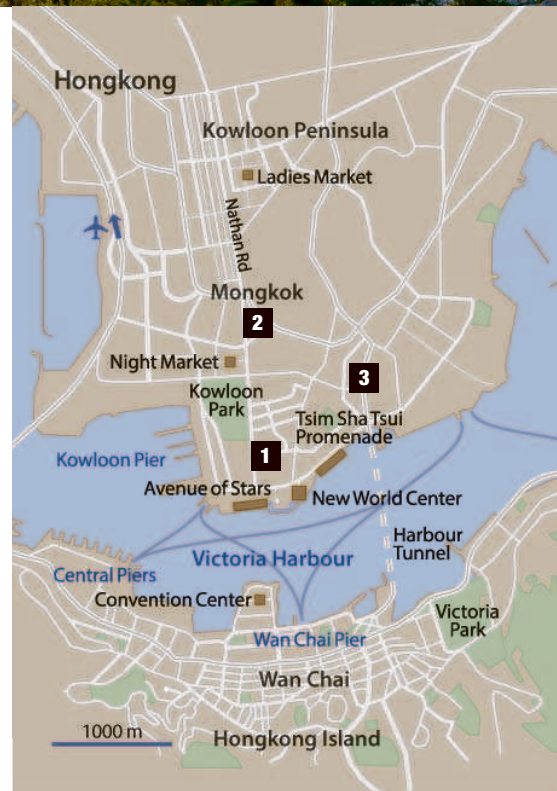 Hongkong
Kowloon Peninsula
Ladies Market
Nathan Rd
Mongkok
2
Night Market
3
Kowloon
Park
Tsim Sha Tsui
Promenade
1
Kowloon Pier
Avenue of Stars
New World Center
Harbour
Tunnel
Victoria Harbour
Central Piers
Convention Center
Victoria
Park
Wan Chai Pier
Wan Chai
1000 m
Hongkong Island